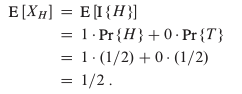 E [X_H] = E [I {H}]
= 1 · Pr {H} + 0 · Pr {T}
= 1 · (1/2) + 0 · (1/2)
= 1/2 .